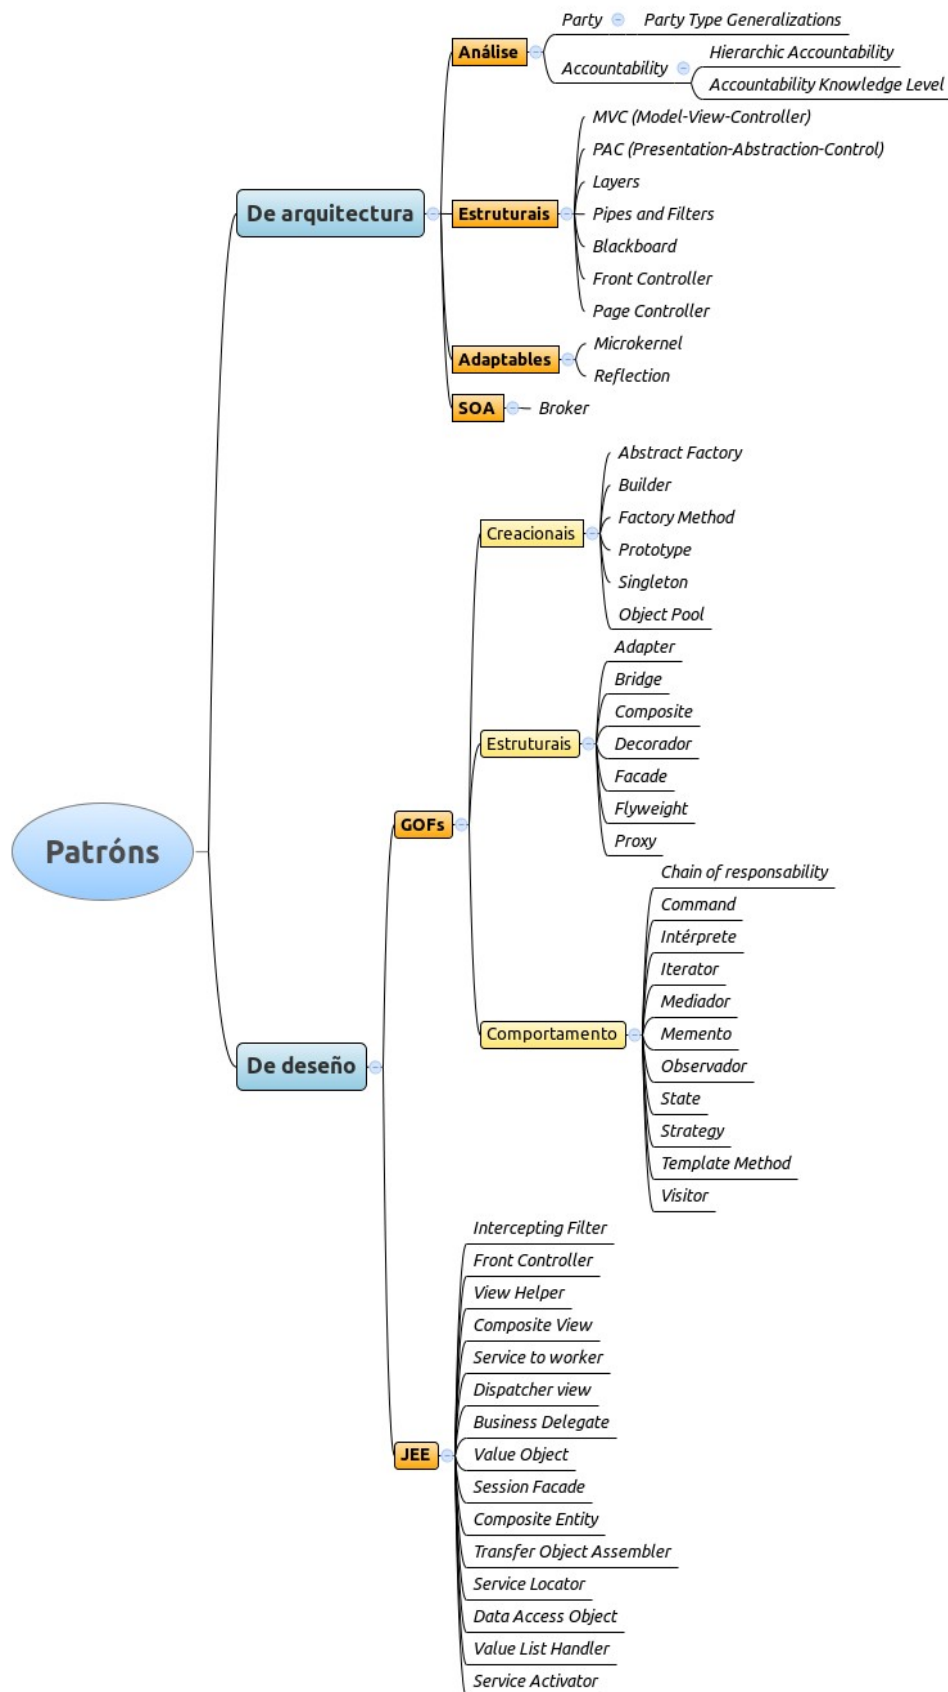 Patróns
De arquitectura
Análise
Party
Party Type Generalizations
Accountability
Hierarchic Accountability
Accountability Knowledge Level
Estruturais
MVC (Model-View-Controller)
PAC (Presentation-Abstraction-Control)
Layers
Pipes and Filters
Blackboard
Front Controller
Page Controller
Adaptables
Microkernel
Reflection
SOA
Broker
De deseño
GOFs
Creacionais
Abstract Factory
Builder
Factory Method
Prototype
Singleton
Object Pool
Estruturais
Adapter
Bridge
Composite
Decorador
Facade
Flyweight
Proxy
Comportamento
Chain of responsability
Command
Intérprete
Iterator
Mediador
Memento
Observador
State
Strategy
Template Method
Visitor
JEE
Intercepting Filter
Front Controller
View Helper
Composite View
Service to worker
Dispatcher view
Business Delegate
Value Object
Session Facade
Composite Entity
Transfer Object Assembler
Service Locator
Data Access Object
Value List Handler
Service Activator